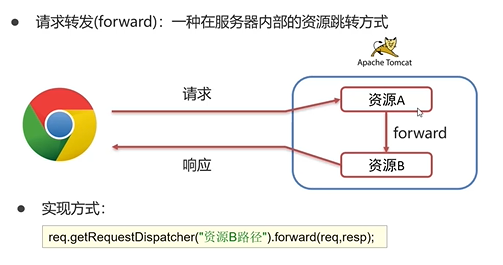 ● 请求转发(forward)：一种在服务器内部的资源跳转方式
Apache Tomcat
请求
资源A
forward
响应
资源B
● 实现方式：
req.getRequestDispatcher("资源B路径").forward(req,resp);